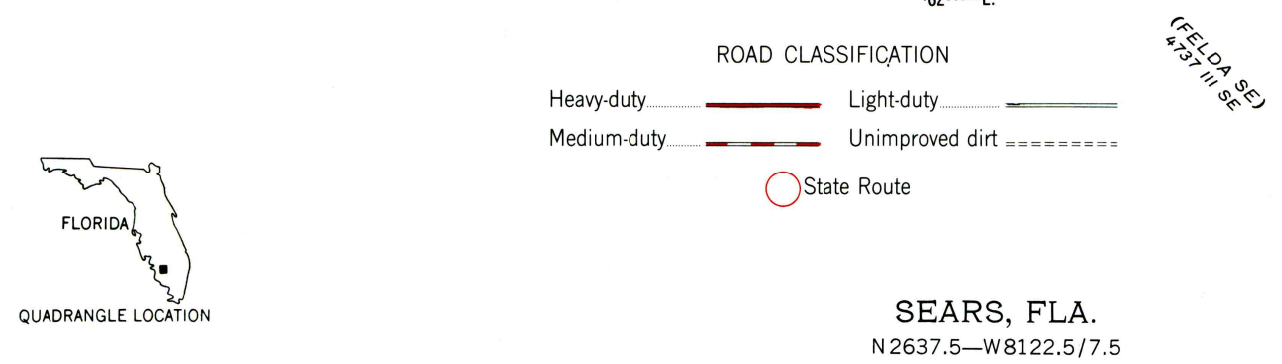 ROAD CLASSIFICATION
Heavy-duty
Light-duty
Medium-duty
Unimproved dirt
State Route
(FELDA SE)
4737 III SE
FLORIDA
QUADRANGLE LOCATION
SEARS, FLA.
N2637.5—W8122.5/7.5